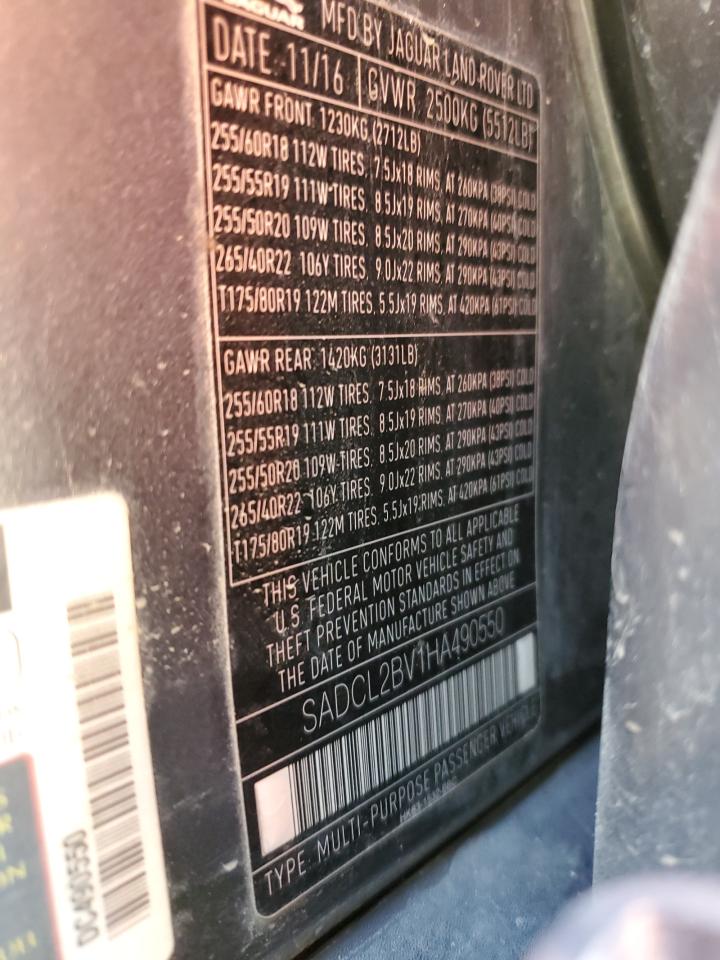 JAGUAR
MFD BY JAGUAR LAND ROVER LTD
DATE 11/16 GVWR 2500KG (5512LB)
GAWR FRONT 1230KG (2712LB)
255/60R18 112W TIRES, 7.5Jx18 RIMS, AT 260KPA (38PSI) COLD
255/55R19 111W TIRES, 8.5Jx19 RIMS, AT 270KPA (40PSI) COLD
255/50R20 109W TIRES, 8.5Jx20 RIMS, AT 290KPA (43PSI) COLD
265/40R22 106Y TIRES, 9.0Jx22 RIMS, AT 290KPA (43PSI) COLD
T175/80R19 122M TIRES, 5.5Jx19 RIMS, AT 420KPA (61PSI) COLD
GAWR REAR 1420KG (3131LB)
255/60R18 112W TIRES, 7.5Jx18 RIMS, AT 260KPA (38PSI) COLD
255/55R19 111W TIRES, 8.5Jx19 RIMS, AT 270KPA (40PSI) COLD
255/50R20 109W TIRES, 8.5Jx20 RIMS, AT 290KPA (43PSI) COLD
265/40R22 106Y TIRES, 9.0Jx22 RIMS, AT 290KPA (43PSI) COLD
T175/80R19 122M TIRES, 5.5Jx19 RIMS, AT 420KPA (61PSI) COLD
THIS VEHICLE CONFORMS TO ALL APPLICABLE
U.S FEDERAL MOTOR VEHICLE SAFETY AND
THEFT PREVENTION STANDARDS IN EFFECT ON
THE DATE OF MANUFACTURE SHOWN ABOVE
SADCL2BV1HA490550
TYPE: MULTI-PURPOSE PASSENGER VEHICLE